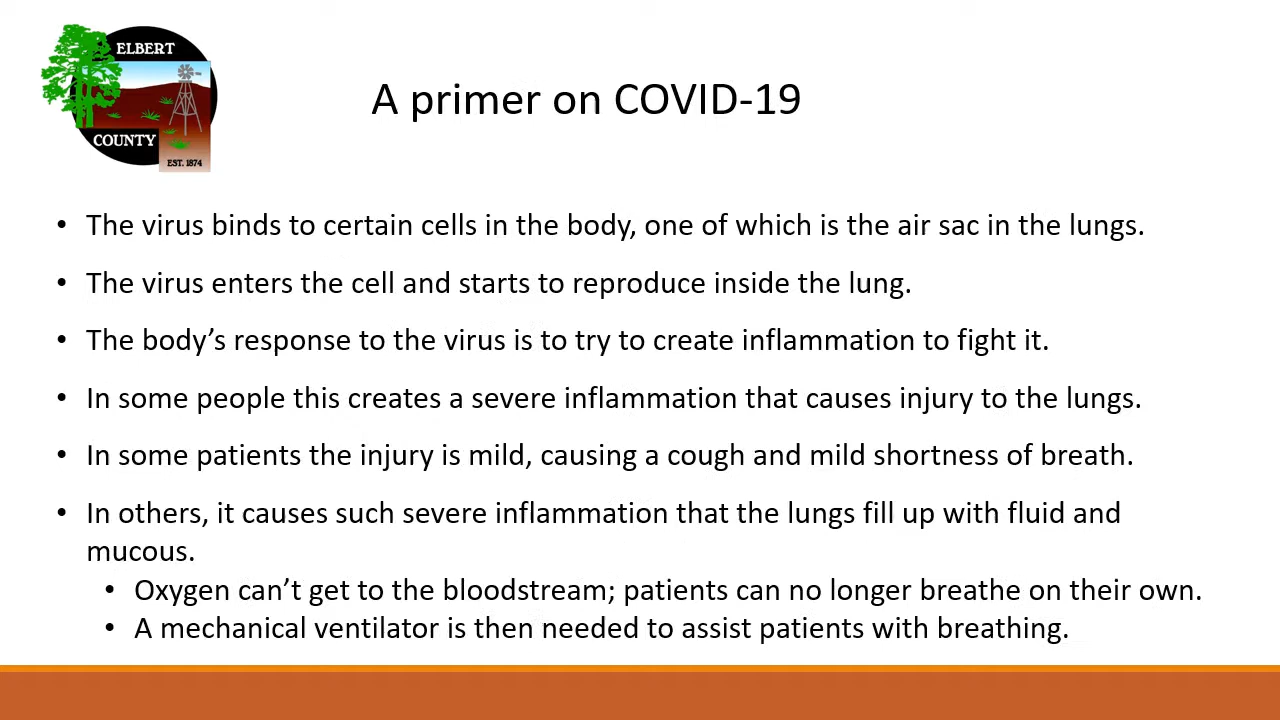 ELBERT
COUNTY
EST. 1874
A primer on COVID-19
• The virus binds to certain cells in the body, one of which is the air sac in the lungs.
• The virus enters the cell and starts to reproduce inside the lung.
• The body’s response to the virus is to try to create inflammation to fight it.
• In some people this creates a severe inflammation that causes injury to the lungs.
• In some patients the injury is mild, causing a cough and mild shortness of breath.
• In others, it causes such severe inflammation that the lungs fill up with fluid and
mucous.
• Oxygen can’t get to the bloodstream; patients can no longer breathe on their own.
• A mechanical ventilator is then needed to assist patients with breathing.